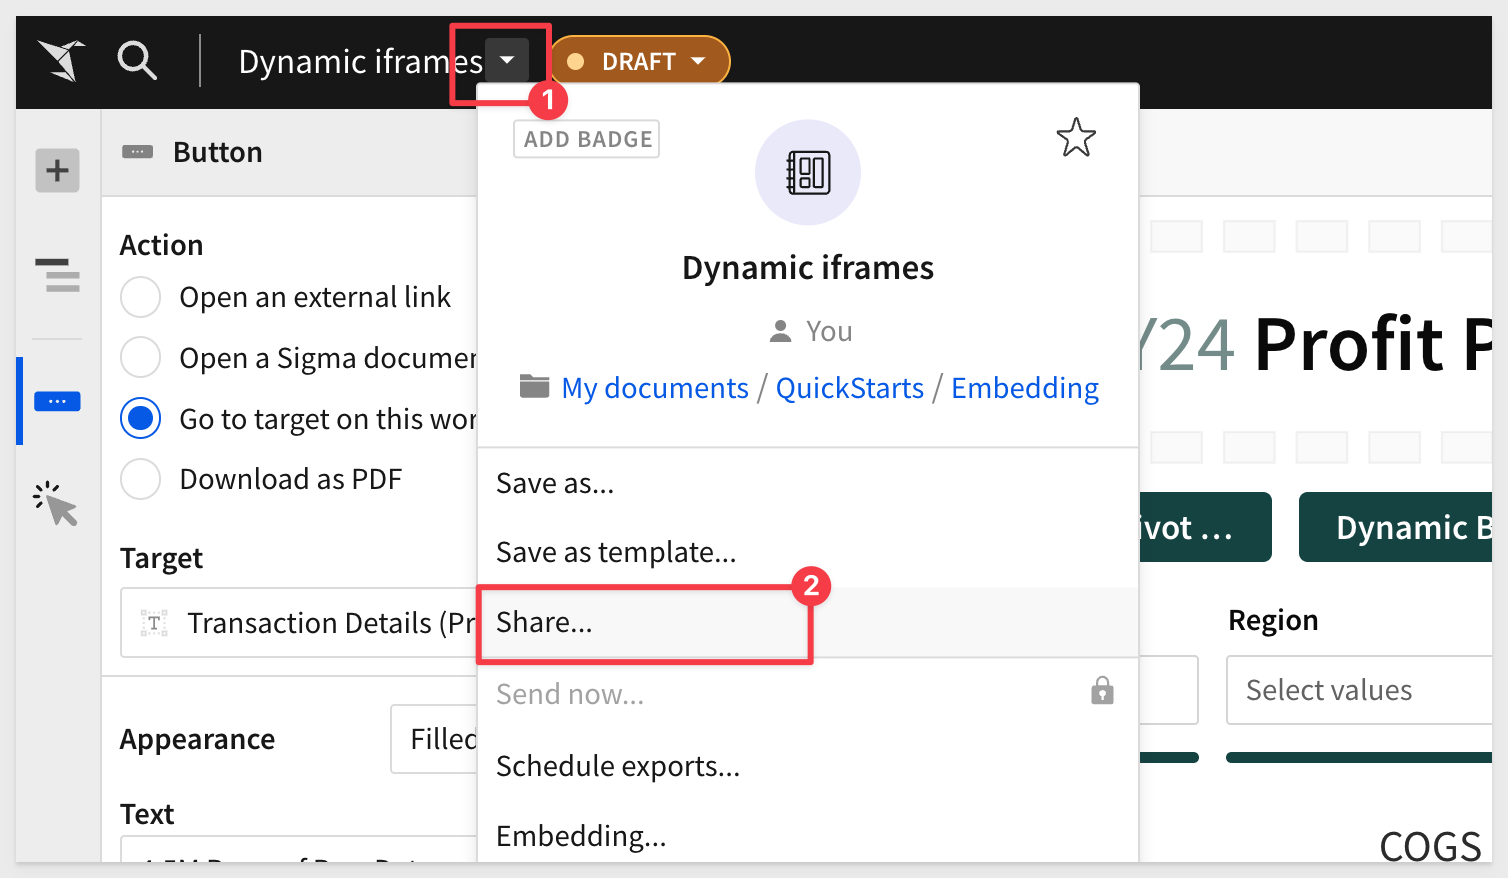 Dynamic iframes
DRAFT
1
Button
ADD BADGE
Action
Open an external link
Open a Sigma documen
Go to target on this wor
Download as PDF
Target
Transaction Details (Pr
Appearance
Filled
Text
Dynamic iframes
You
My documents / QuickStarts / Embedding
Save as...
Save as template...
2
Share...
Send now...
Schedule exports...
Embedding...
Y24 Profit P
ivot ...
Dynamic B
Region
Select values
COGS